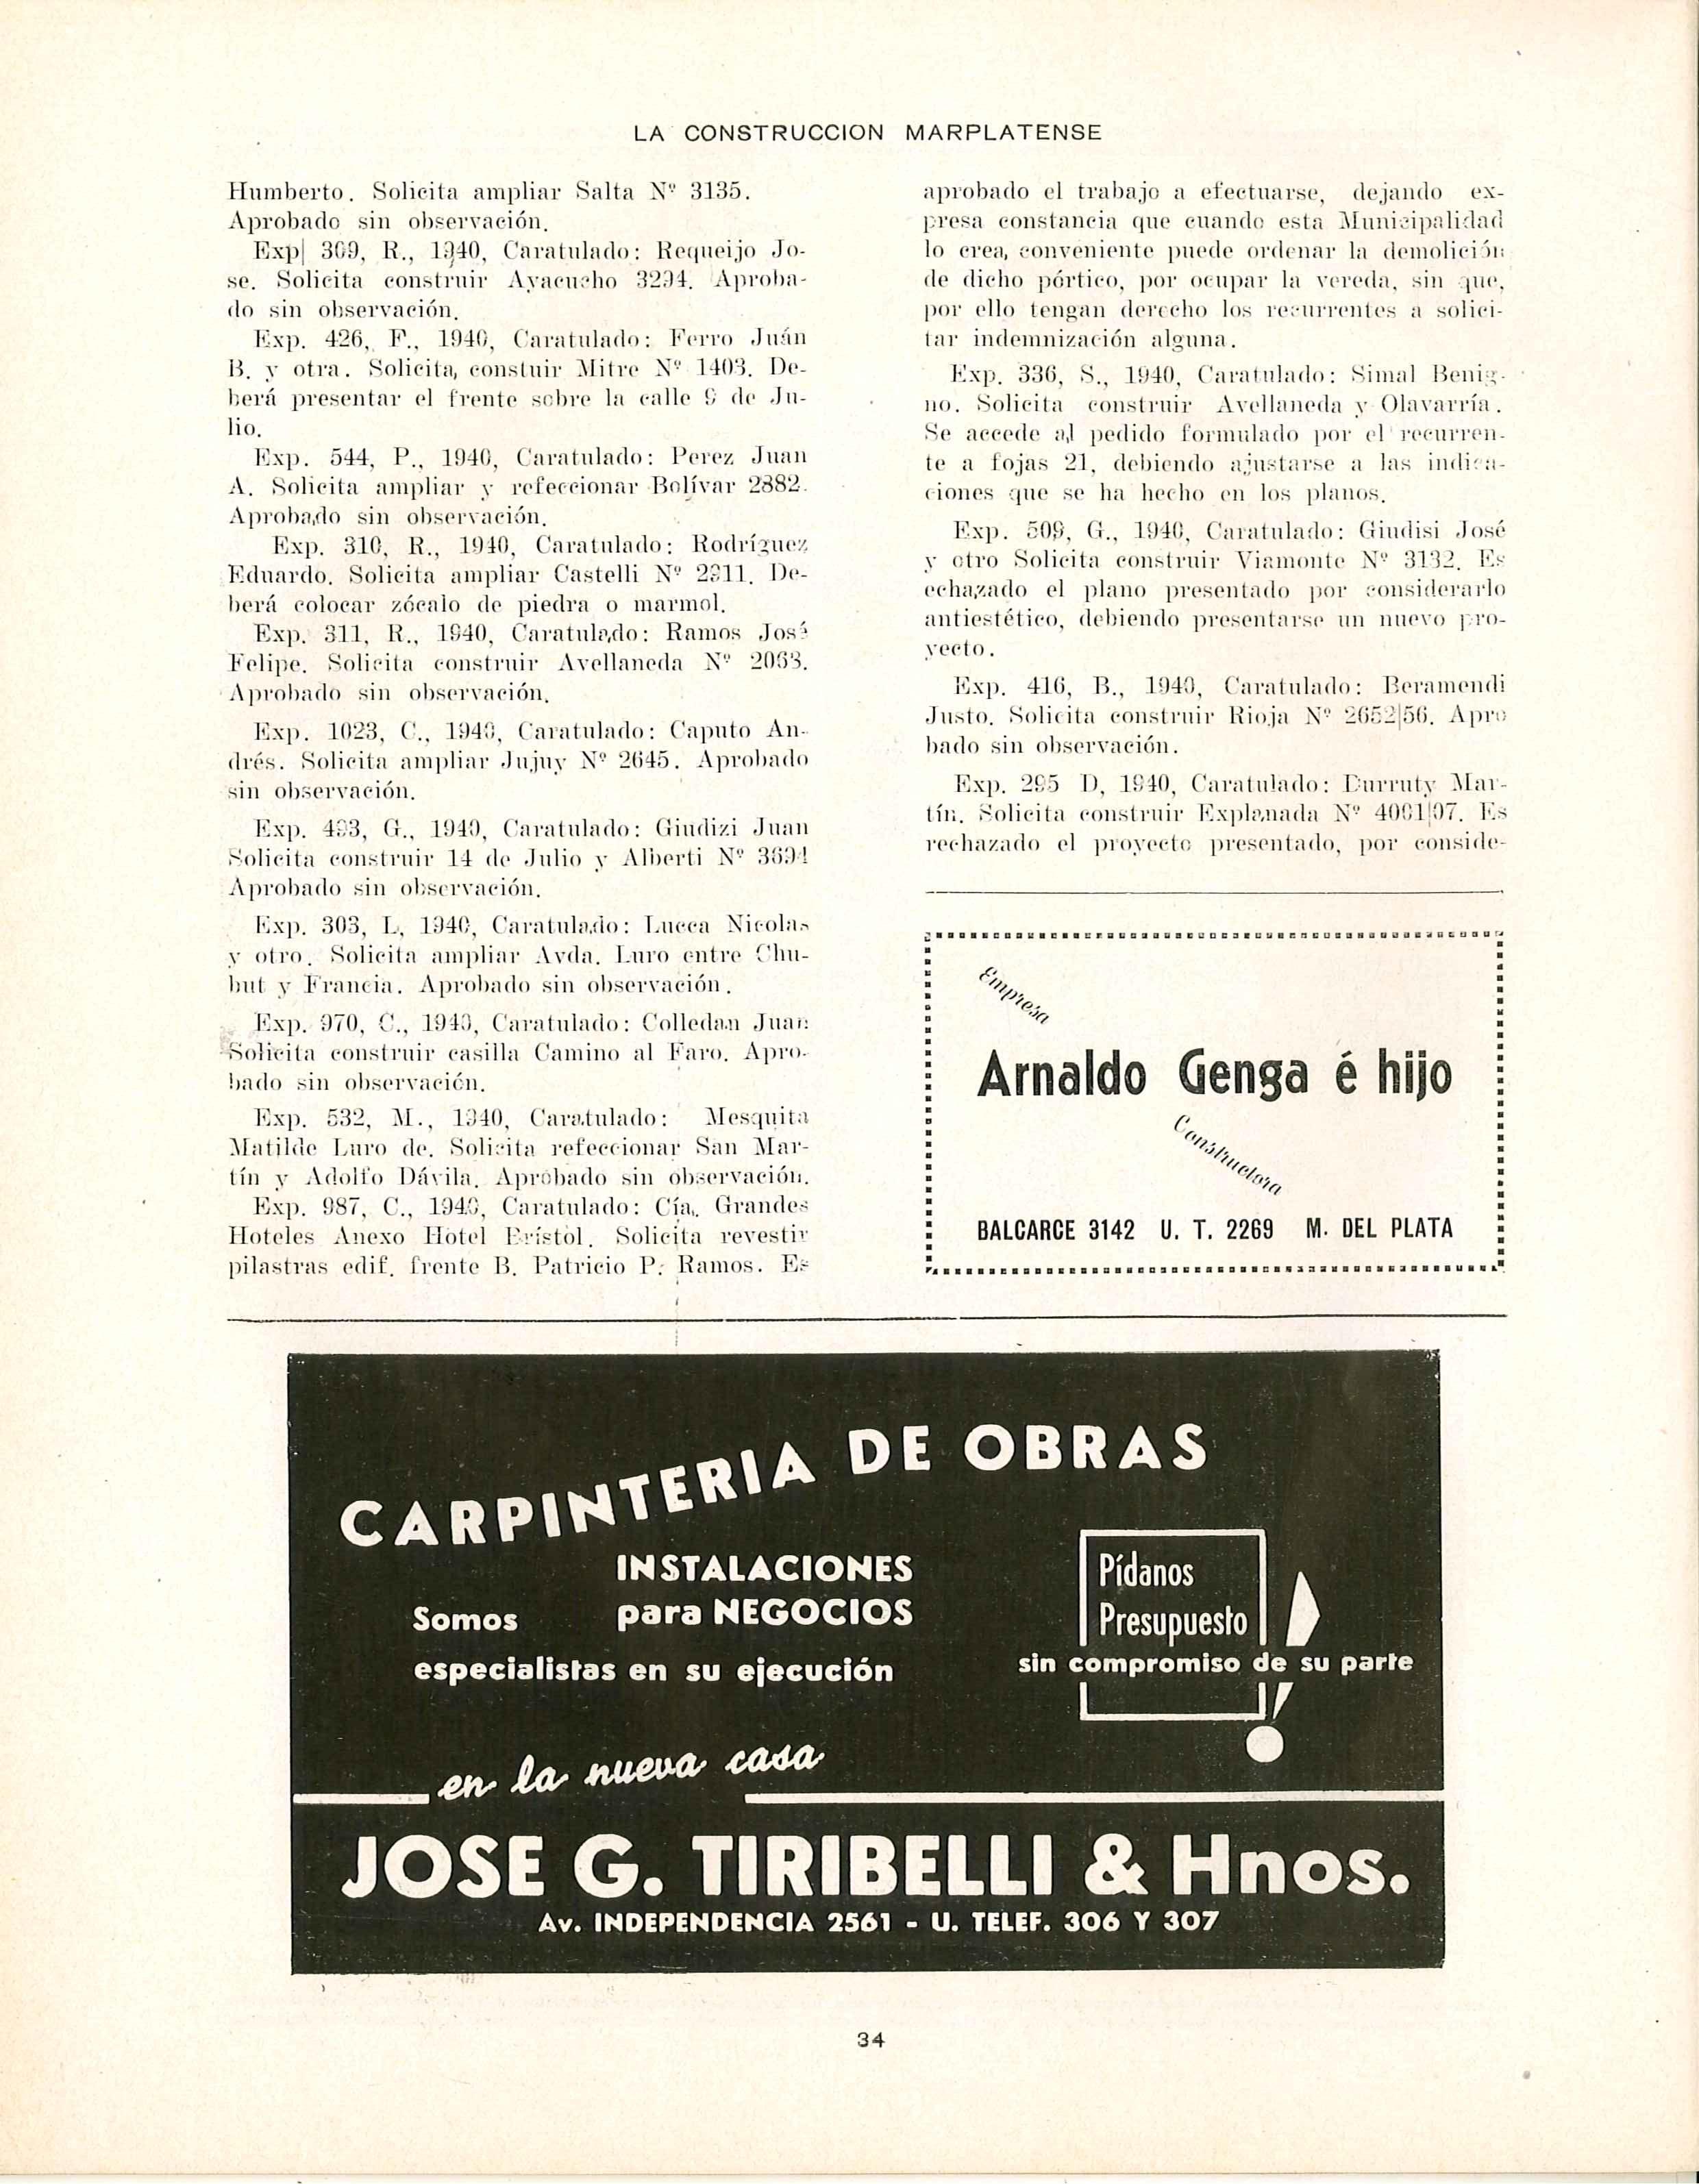 LA CONSTRUCCION MARPLATENSE
Humberto. Solicita ampliar Salta Nº 3135.
Aprobado sin observación.
Exp| 369, R., 1940, Caratulado: Requeijo Jo-
se. Solicita construir Ayacucho 3294. Aproba-
do sin observación.
Exp. 426, F., 1940, Caratulado: Ferro Juán
B. y otra. Solicita, constuir Mitre Nº 1403. De-
berá presentar el frente sobre la calle 9 de Ju-
lio.
Exp. 544, P., 1940, Caratulado: Perez Juan
A. Solicita ampliar y refeccionar Bolívar 2882.
Aprobado sin observación.
Exp. 310, R., 1940, Caratulado: Rodríguez
Eduardo. Solicita ampliar Castelli Nº De-
berá colocar zócalo de piedra o marmol.
Exp. 311, R., 1940, Caratulado: Ramos José
Felipe. Solicita construir Avellaneda Nº
Aprobado sin observación.
Exp. 1023, C., 1940, Caratulado: Caputo An-
drés. Solicita ampliar Jujuy Nº 2645. Aprobado
sin observación.
Exp. G., 1940, Caratulado: Giudizi Juan
Solicita construir 14 de Julio y Alberti Nº
Aprobado sin observación.
Exp. 303, L, 1940, Caratulado: Lucca Nicolas
y otro. Solicita ampliar Avda. Luro entre Chu-
but y Francia. Aprobado sin observación.
Exp. 970, C., 1940, Caratulado: Colledan Juan
Solicita construir casilla Camino al Faro. Apro-
bado sin observación.
Exp. 532, M., 1940, Caratulado: Mesquita
Matilde Luro de. Solicita refeccionar San Mar-
tín y Adolfo Dávila. Aprobado sin observación.
Exp. 987, C., 1940, Caratulado: Cía. Grandes
Hoteles Anexo Hotel Bristol. Solicita revestir
pilastras edif. frente B. Patricio P. Ramos. Es
aprobado el trabajo a efectuarse, dejando ex-
presa constancia que cuando esta Municipalidad
lo crea, conveniente puede ordenar la demolición
de dicho pórtico, por ocupar la vereda, sin que,
por ello tengan derecho los recurrentes a solici-
tar indemnización alguna.
Exp. 336, S., 1940, Caratulado: Simal Benig-
no. Solicita construir Avellaneda y Olavarría.
Se accede al pedido formulado por el recurren-
te a fojas 21, debiendo ajustarse a las indica-
ciones que se ha hecho en los planos.
Exp. 509, G., 1940, Caratulado: Giudisi José
y otro Solicita construir Viamonte Nº 3132. Es
echazado el plano presentado por considerarlo
antiestético, debiendo presentarse un nuevo pro-
yecto.
Exp. 416, B., 1940, Caratulado: Beramendi
Justo. Solicita construir Rioja Nº 2652|56. Apro
bado sin observación.
Exp. 295 D, 1940, Caratulado: Durruty Mar-
tín. Solicita construir Explanada Nº Es
rechazado el proyecto presentado, por conside-
Empresa
Arnaldo Genga é hijo
Constructora
BALCARCE 3142 U. T. 2269 M. DEL PLATA
CARPINTERIA DE OBRAS
INSTALACIONES
Somos para NEGOCIOS
especialistas en su ejecución
Pídanos
Presupuesto
sin compromiso de su parte
en la nueva casa
JOSE G. TIRIBELLI & Hnos.
Av. INDEPENDENCIA 2561 - U. TELEF. 306 Y 307
34